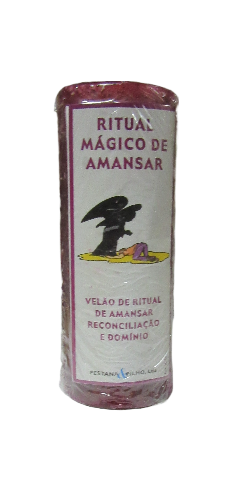 RITUAL
MÁGICO DE
AMANSAR
VELÃO DE RITUAL
DE AMANSAR
RECONCILIAÇÃO
E DOMÍNIO